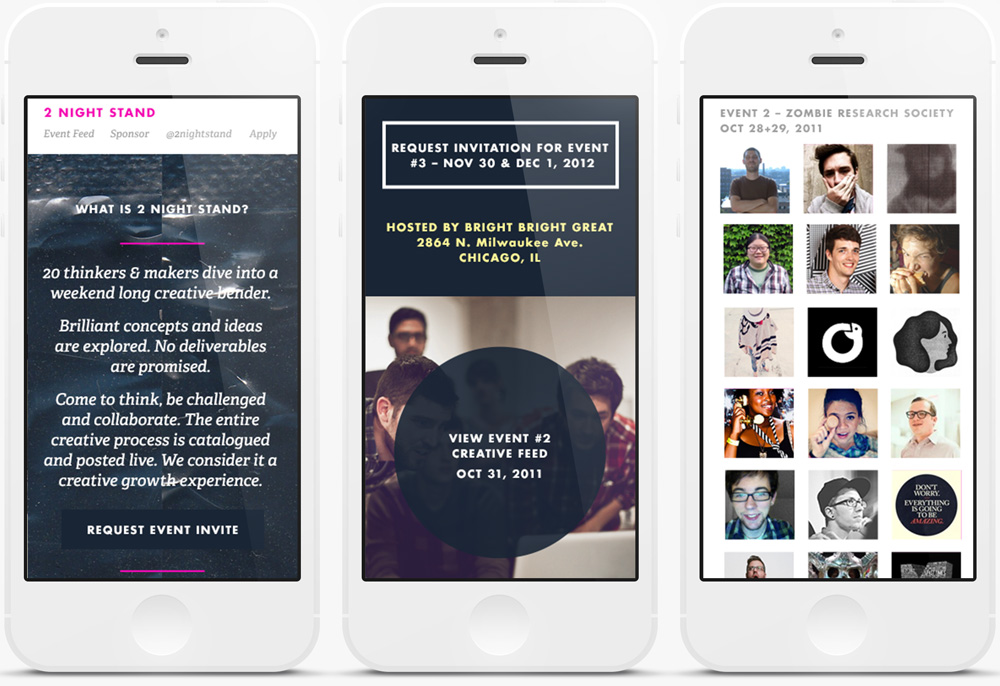 2 NIGHT STAND
Event Feed Sponsor @2nightstand Apply
WHAT IS 2 NIGHT STAND?
20 thinkers & makers dive into a
weekend long creative bender.
Brilliant concepts and ideas
are explored. No deliverables
are promised.
Come to think, be challenged
and collaborate. The entire
creative process is catalogued
and posted live. We consider it a
creative growth experience.
REQUEST EVENT INVITE
REQUEST INVITATION FOR EVENT
#3 – NOV 30 & DEC 1, 2012
HOSTED BY BRIGHT BRIGHT GREAT
2864 N. Milwaukee Ave.
CHICAGO, IL
VIEW EVENT #2
CREATIVE FEED
OCT 31, 2011
EVENT 2 – ZOMBIE RESEARCH SOCIETY
OCT 28+29, 2011
DON'T
WORRY.
EVERYTHING
IS GOING
TO BE
AMAZING.